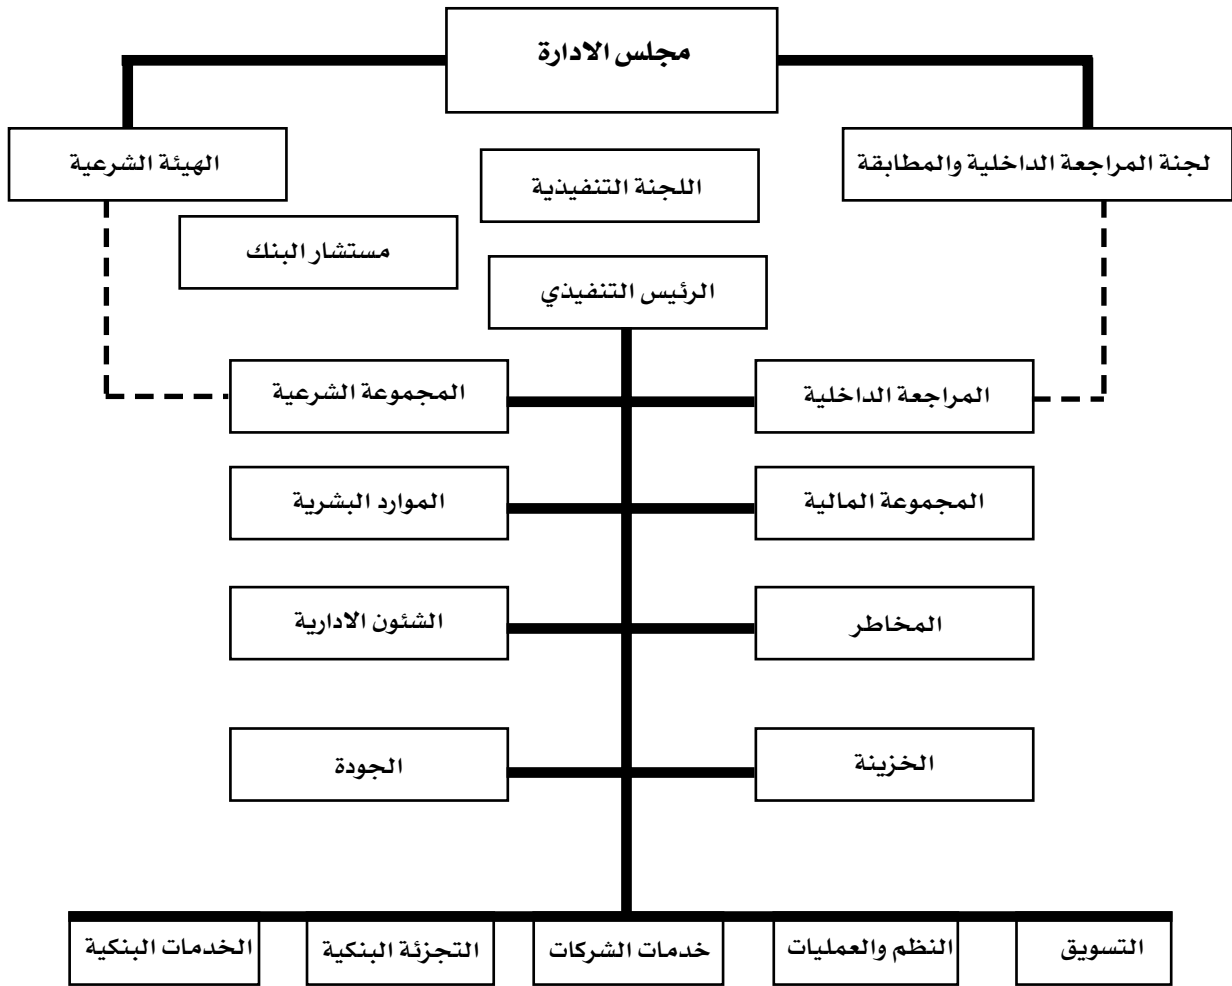 مجلس الادارة
لجنة المراجعة الداخلية والمطابقة
الهيئة الشرعية
اللجنة التنفيذية
مستشار البنك
الرئيس التنفيذي
المراجعة الداخلية
المجموعة الشرعية
المجموعة المالية
الموارد البشرية
المخاطر
الشئون الادارية
الخزينة
الجودة
التسويق
النظم والعمليات
خدمات الشركات
التجزئة البنكية
الخدمات البنكية